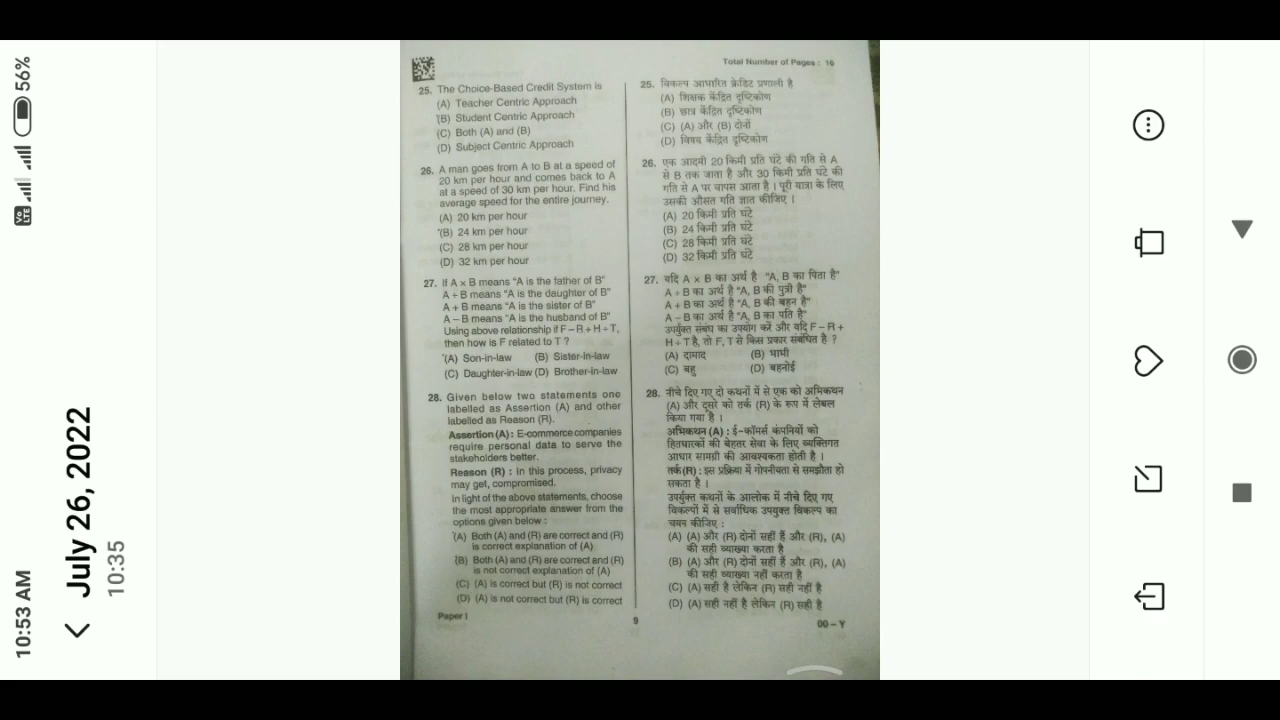 10:53 AM
56%
July 26, 2022
10:35
Total Number of Pages : 16
25. The Choice-Based Credit System is
(A) Teacher Centric Approach
(B) Student Centric Approach
(C) Both (A) and (B)
(D) Subject Centric Approach
26. A man goes from A to B at a speed of
20 km per hour and comes back to A
at a speed of 30 km per hour. Find his
average speed for the entire journey.
(A) 20 km per hour
(B) 24 km per hour
(C) 28 km per hour
(D) 32 km per hour
27. If A × B means "A is the father of B"
A ÷ B means "A is the daughter of B"
A + B means "A is the sister of B"
A – B means "A is the husband of B"
Using above relationship if F – R + H ÷ T,
then how is F related to T ?
(A) Son-in-law (B) Sister-in-law
(C) Daughter-in-law (D) Brother-in-law
28. Given below two statements one
labelled as Assertion (A) and other
labelled as Reason (R).
Assertion (A) : E-commerce companies
require personal data to serve the
stakeholders better.
Reason (R) : In this process, privacy
may get, compromised.
In light of the above statements, choose
the most appropriate answer from the
options given below :
(A) Both (A) and (R) are correct and (R)
is correct explanation of (A)
(B) Both (A) and (R) are correct and (R)
is not correct explanation of (A)
(C) (A) is correct but (R) is not correct
(D) (A) is not correct but (R) is correct
25. विकल्प आधारित क्रेडिट प्रणाली है
(A) शिक्षक केंद्रित दृष्टिकोण
(B) छात्र केंद्रित दृष्टिकोण
(C) (A) और (B) दोनों
(D) विषय केंद्रित दृष्टिकोण
26. एक आदमी 20 किमी प्रति घंटे की गति से A
से B तक जाता है और 30 किमी प्रति घंटे की
गति से A पर वापस आता है । पूरी यात्रा के लिए
उसकी औसत गति ज्ञात कीजिए ।
(A) 20 किमी प्रति घंटे
(B) 24 किमी प्रति घंटे
(C) 28 किमी प्रति घंटे
(D) 32 किमी प्रति घंटे
27. यदि A × B का अर्थ है "A, B का पिता है"
A ÷ B का अर्थ है "A, B की पुत्री है"
A + B का अर्थ है "A, B की बहन है"
A – B का अर्थ है "A, B का पति है"
उपर्युक्त संबंध का उपयोग करें और यदि F – R +
H ÷ T है, तो F, T से किस प्रकार संबंधित है ?
(A) दामाद (B) भाभी
(C) बहु (D) बहनोई
28. नीचे दिए गए दो कथनों में से एक को अभिकथन
(A) और दूसरे को तर्क (R) के रूप में लेबल
किया गया है ।
अभिकथन (A) : ई-कॉमर्स कंपनियों को
हितधारकों की बेहतर सेवा के लिए व्यक्तिगत
आधार सामग्री की आवश्यकता होती है ।
तर्क (R) : इस प्रक्रिया में गोपनीयता से समझौता हो
सकता है ।
उपर्युक्त कथनों के आलोक में नीचे दिए गए
विकल्पों में से सर्वाधिक उपयुक्त विकल्प का
चयन कीजिए :
(A) (A) और (R) दोनों सहीं हैं और (R), (A)
की सही व्याख्या करता है
(B) (A) और (R) दोनों सही हैं और (R), (A)
की सही व्याख्या नहीं करता है
(C) (A) सही है लेकिन (R) सही नहीं है
(D) (A) सही नहीं है लेकिन (R) सही है
Paper I
9
00 – Y